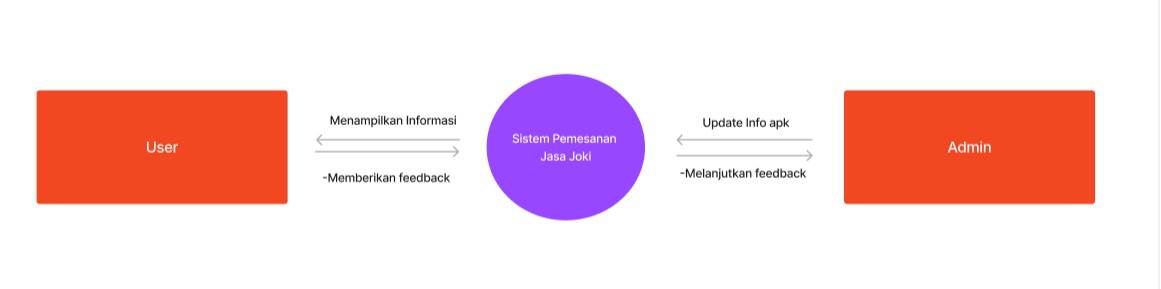 Menampilkan Informasi
Update Info apk
User
Sistem Pemesanan
Jasa Joki
Admin
-Memberikan feedback
-Melanjutkan feedback